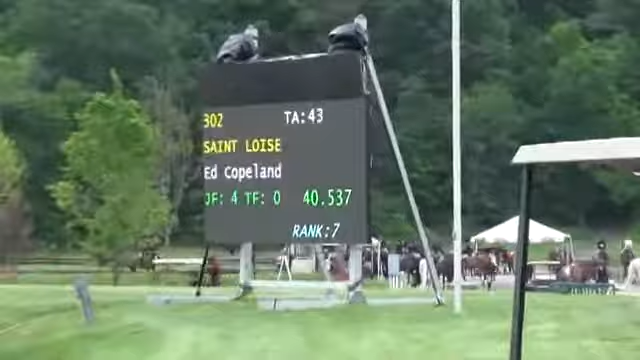 302 TA:43
SAINT LOISE
Ed Copeland
JF: 4 TF: 0 40.537
RANK:7